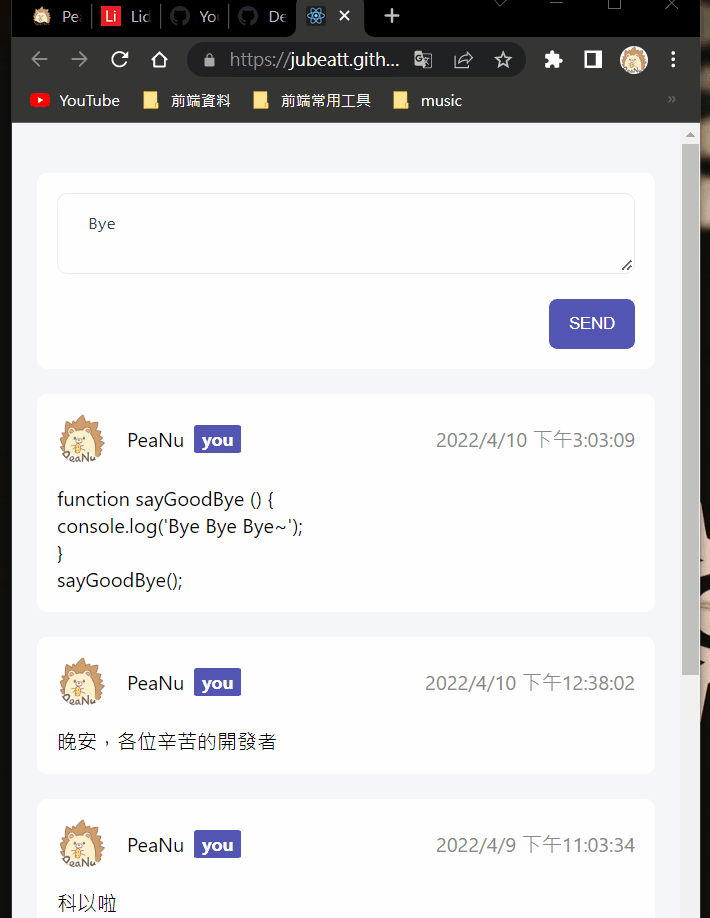 Pea
Li Lid
You
De
https://jubeatt.gith...
YouTube 前端資料 前端常用工具 music »
Bye
SEND
PeaNu you 2022/4/10 下午3:03:09
function sayGoodBye () {
console.log('Bye Bye Bye~');
}
sayGoodBye();
PeaNu you 2022/4/10 下午12:38:02
晚安，各位辛苦的開發者
PeaNu you 2022/4/9 下午11:03:34
科以啦